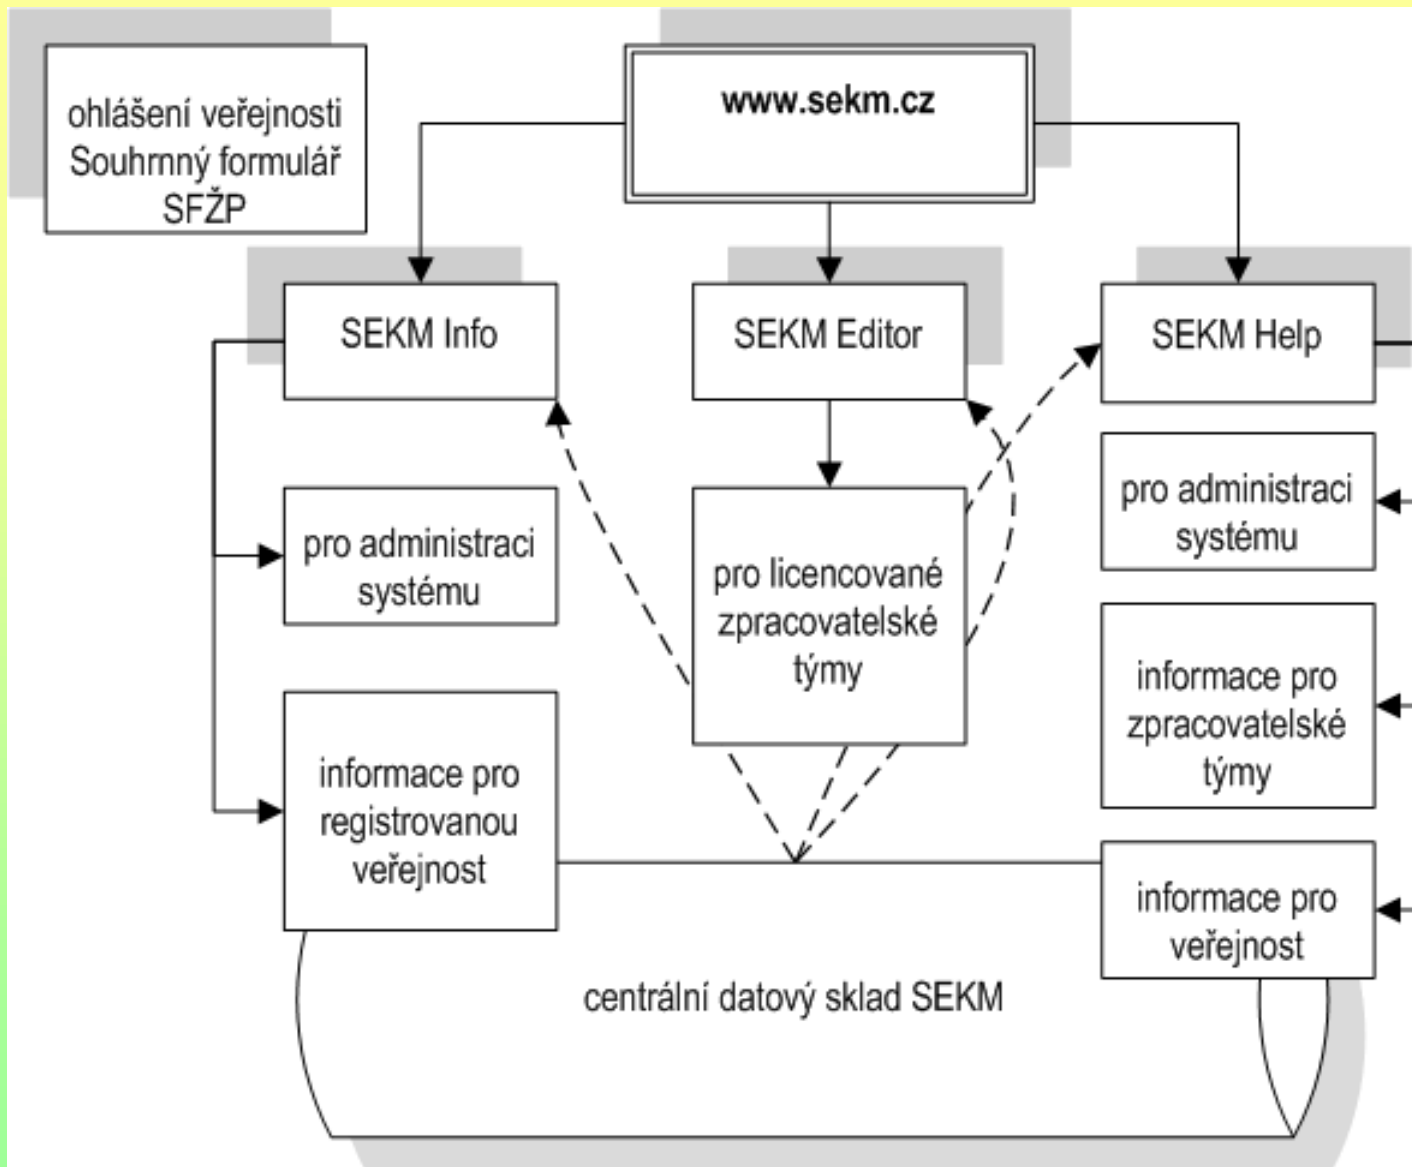 ohlášení veřejnosti
Souhrnný formulář
SFŽP
www.sekm.cz
SEKM Info
SEKM Editor
SEKM Help
pro administraci
systému
informace pro
registrovanou
veřejnost
pro licencované
zpracovatelské
týmy
pro administraci
systému
informace pro
zpracovatelské
týmy
informace pro
veřejnost
centrální datový sklad SEKM